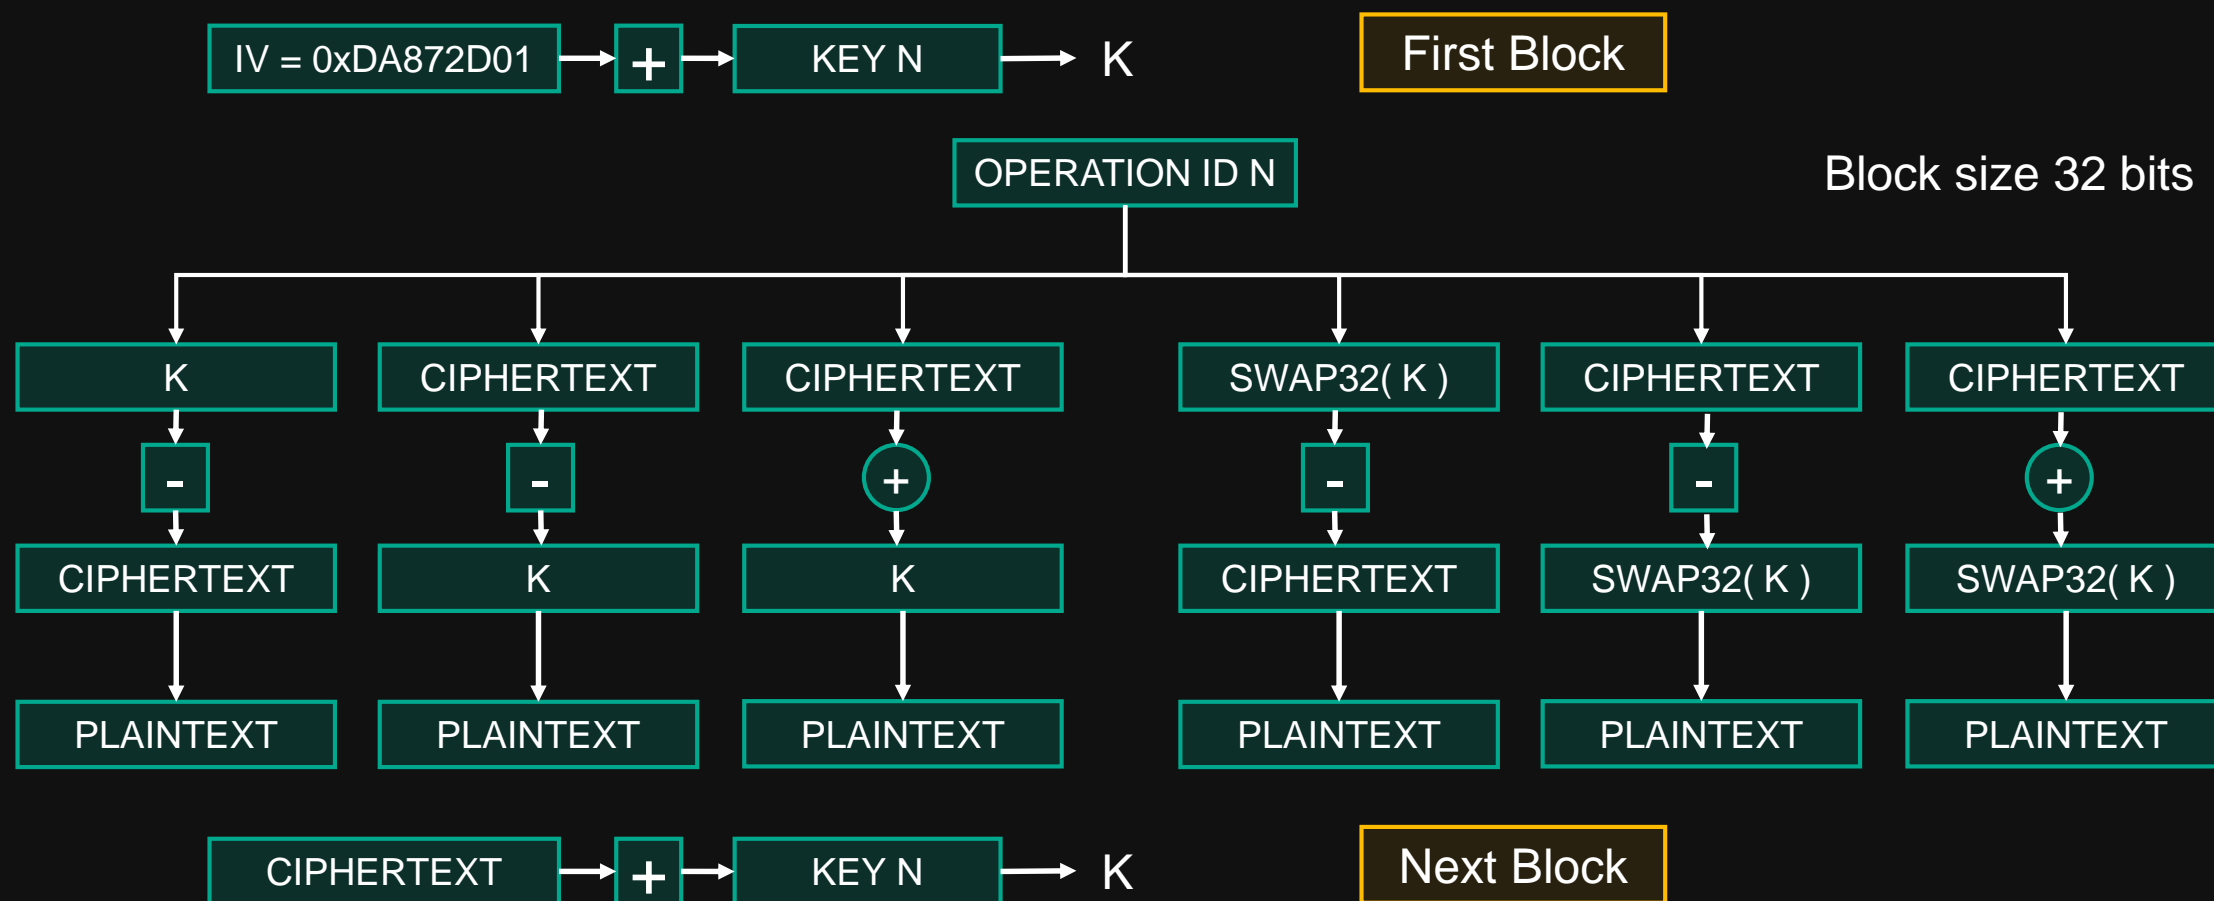 IV = 0xDA872D01 + KEY N K First Block
OPERATION ID N Block size 32 bits
K CIPHERTEXT CIPHERTEXT SWAP32( K ) CIPHERTEXT CIPHERTEXT
- - + - - +
CIPHERTEXT K K CIPHERTEXT SWAP32( K ) SWAP32( K )
PLAINTEXT PLAINTEXT PLAINTEXT PLAINTEXT PLAINTEXT PLAINTEXT
CIPHERTEXT + KEY N K Next Block